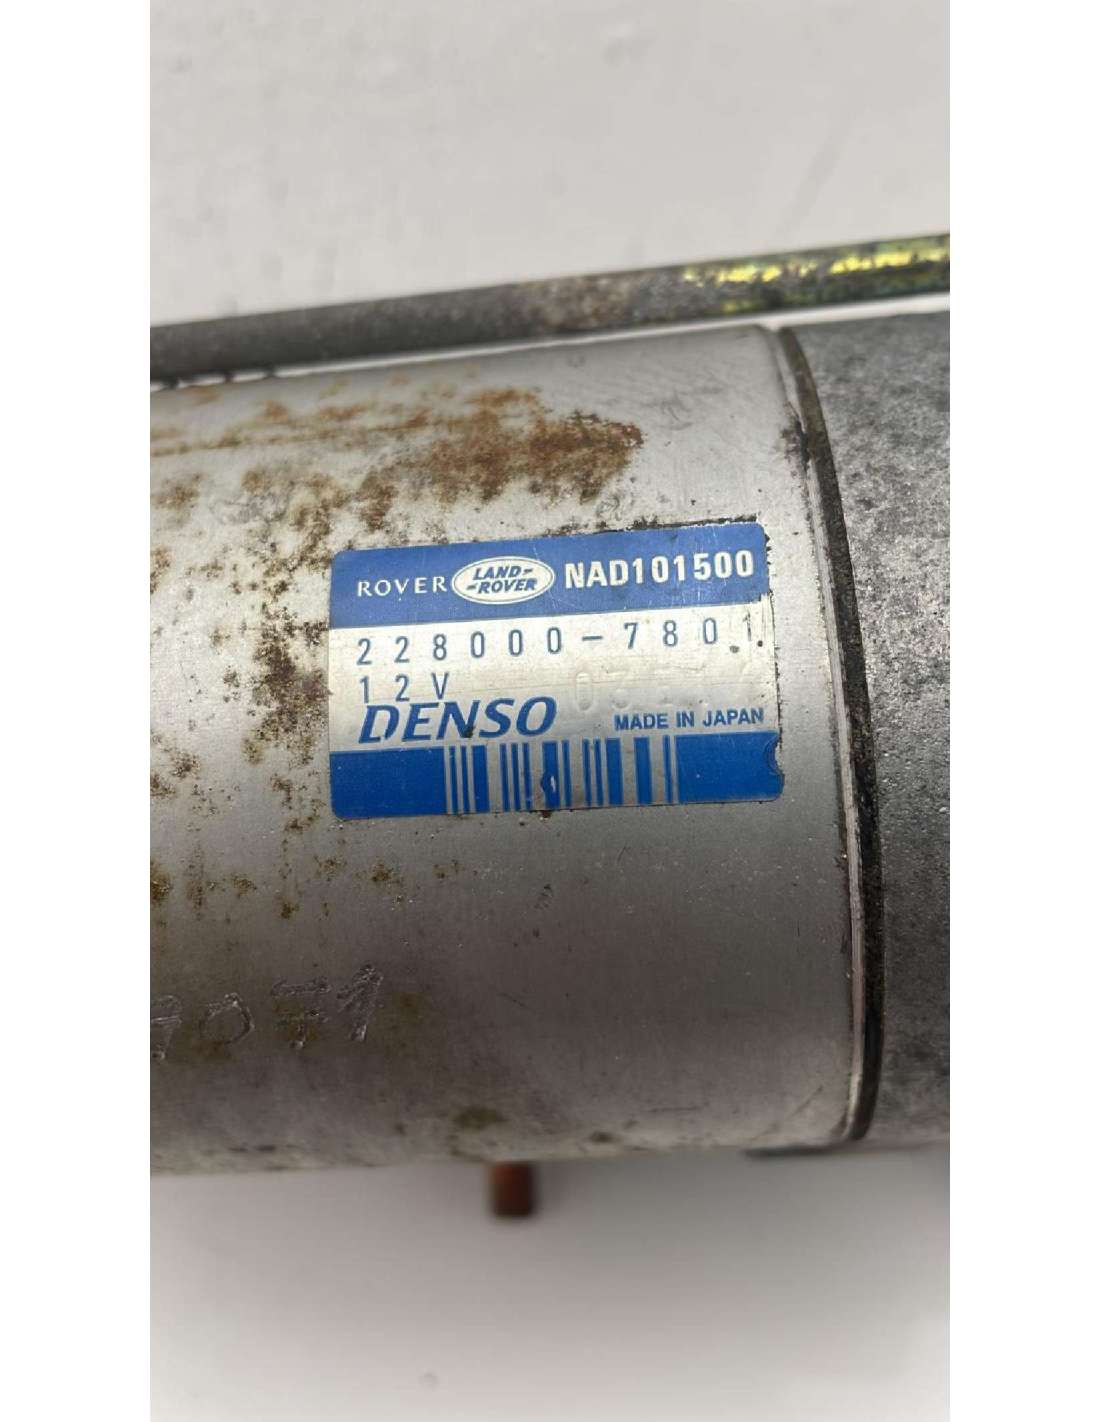 ROVER LAND-ROVER NAD101500
228000-7801
12V
DENSO MADE IN JAPAN